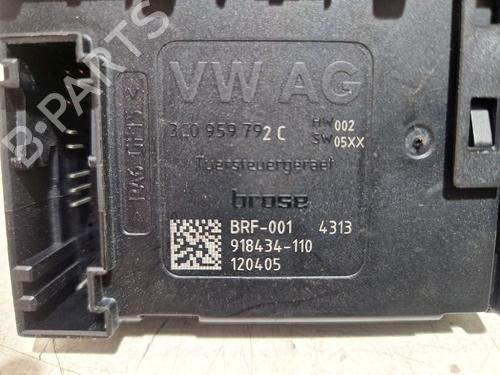 VW AG
3C0 959 792 C
HW 002
SW 05XX
Tuersteuergeraet
brose
BRF-001 4313
918434-110
120405
B-PARTS